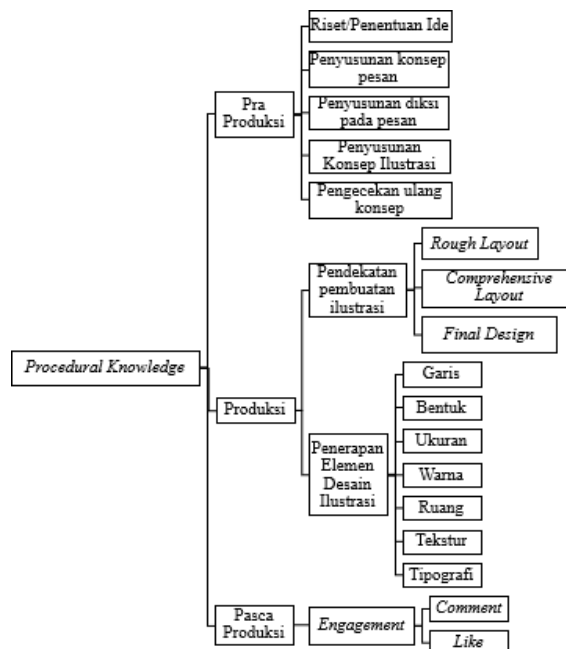 Procedural Knowledge
Pra
Produksi
Riset/Penentuan Ide
Penyusunan konsep
pesan
Penyusunan diksi
pada pesan
Penyusunan
Konsep Ilustrasi
Pengecekan ulang
konsep
Produksi
Pendekatan
pembuatan
ilustrasi
Rough Layout
Comprehensive
Layout
Final Design
Penerapan
Elemen
Desain
Ilustrasi
Garis
Bentuk
Ukuran
Warna
Ruang
Tekstur
Tipografi
Pasca
Produksi
Engagement
Comment
Like